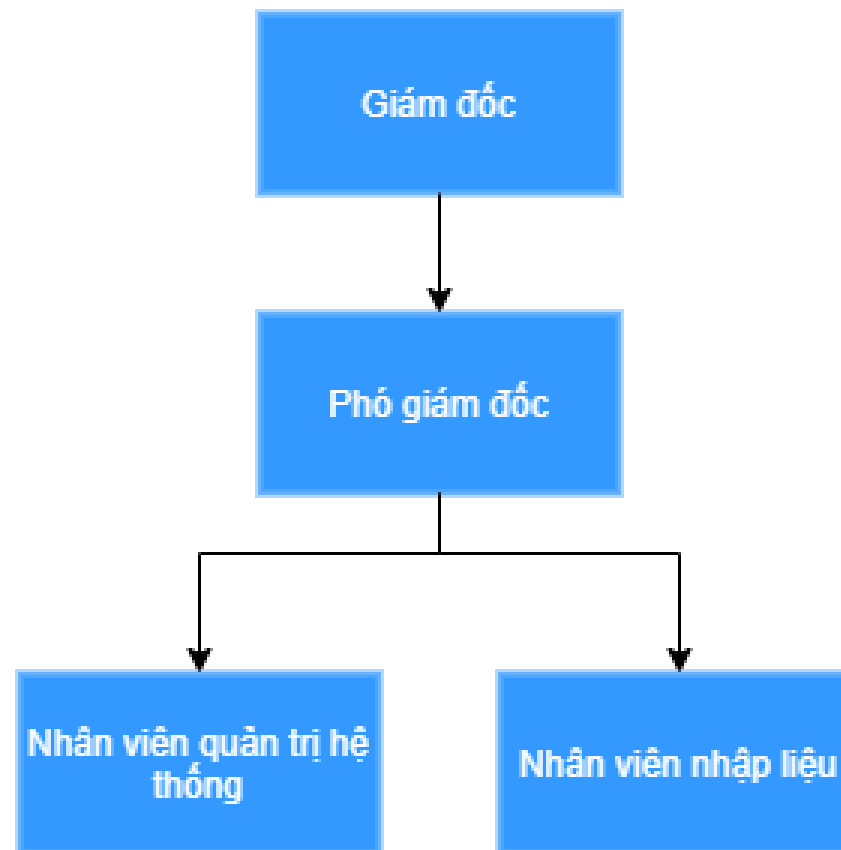 Giám đốc
Phó giám đốc
Nhân viên quản trị hệ
thống
Nhân viên nhập liệu